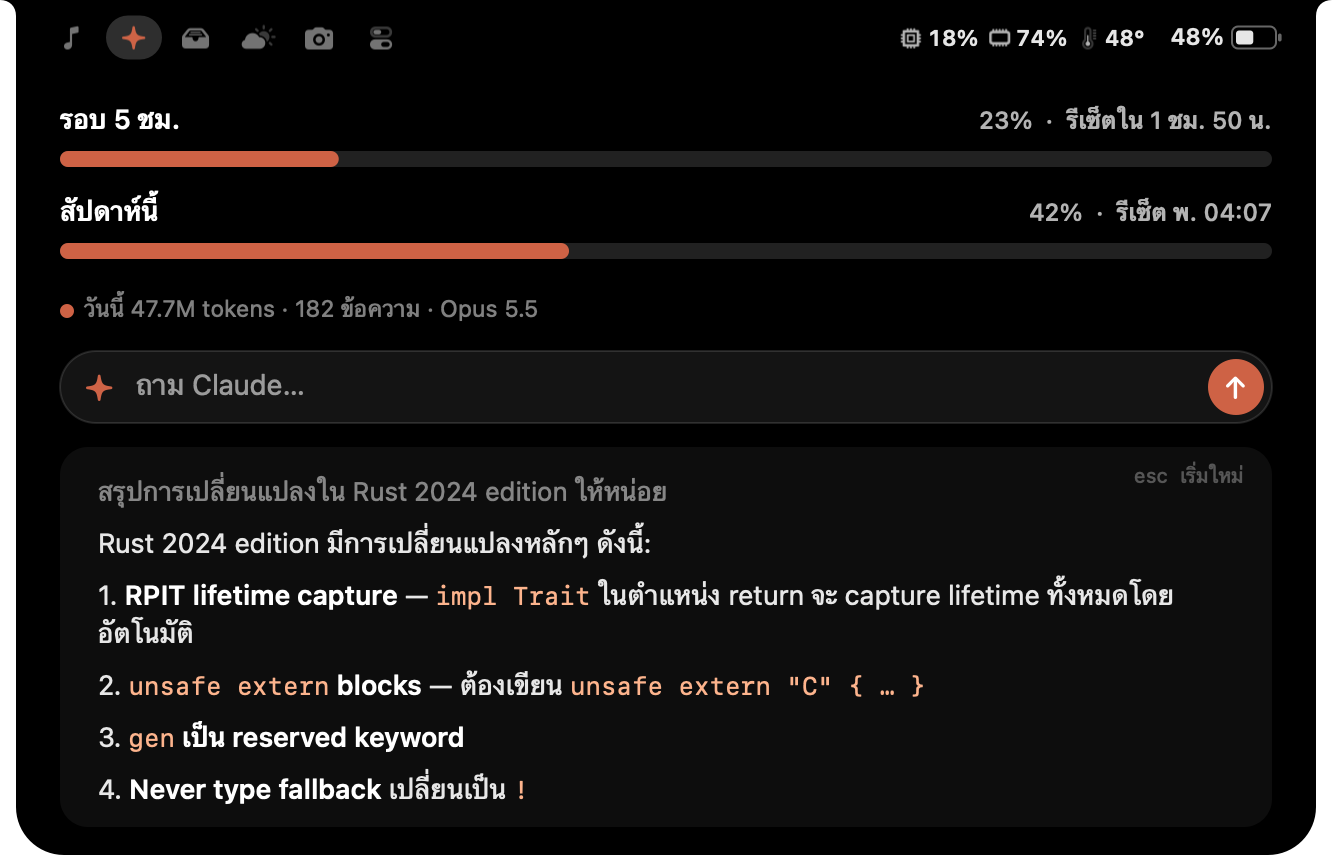 18% 74% 48° 48%
รอบ 5 ชม. 23% · รีเซ็ตใน 1 ชม. 50 น.
สัปดาห์นี้ 42% · รีเซ็ต พ. 04:07
วันนี้ 47.7M tokens · 182 ข้อความ · Opus 5.5
ถาม Claude...
esc เริ่มใหม่
สรุปการเปลี่ยนแปลงใน Rust 2024 edition ให้หน่อย
Rust 2024 edition มีการเปลี่ยนแปลงหลักๆ ดังนี้:
1. RPIT lifetime capture — impl Trait ในตำแหน่ง return จะ capture lifetime ทั้งหมดโดย
อัตโนมัติ
2. unsafe extern blocks — ต้องเขียน unsafe extern "C" { … }
3. gen เป็น reserved keyword
4. Never type fallback เปลี่ยนเป็น !